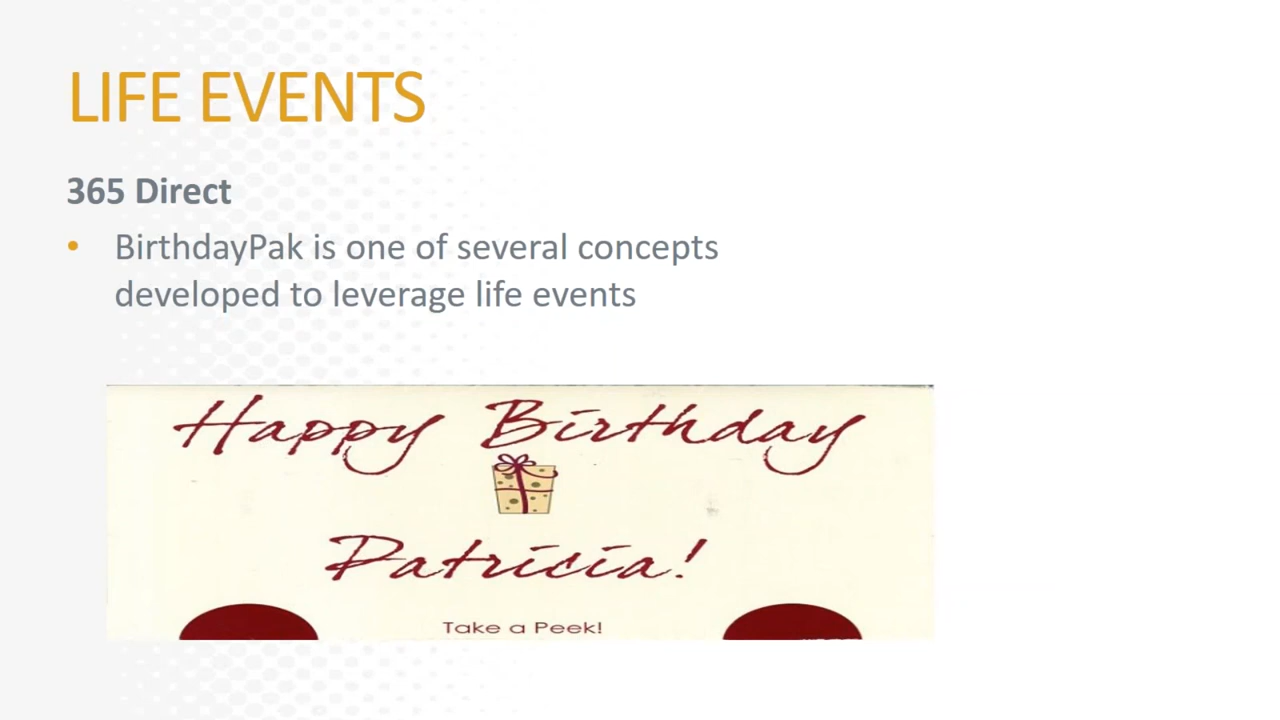 LIFE EVENTS
365 Direct
• BirthdayPak is one of several concepts
developed to leverage life events
Happy Birthday
Patricia!
Take a Peek!